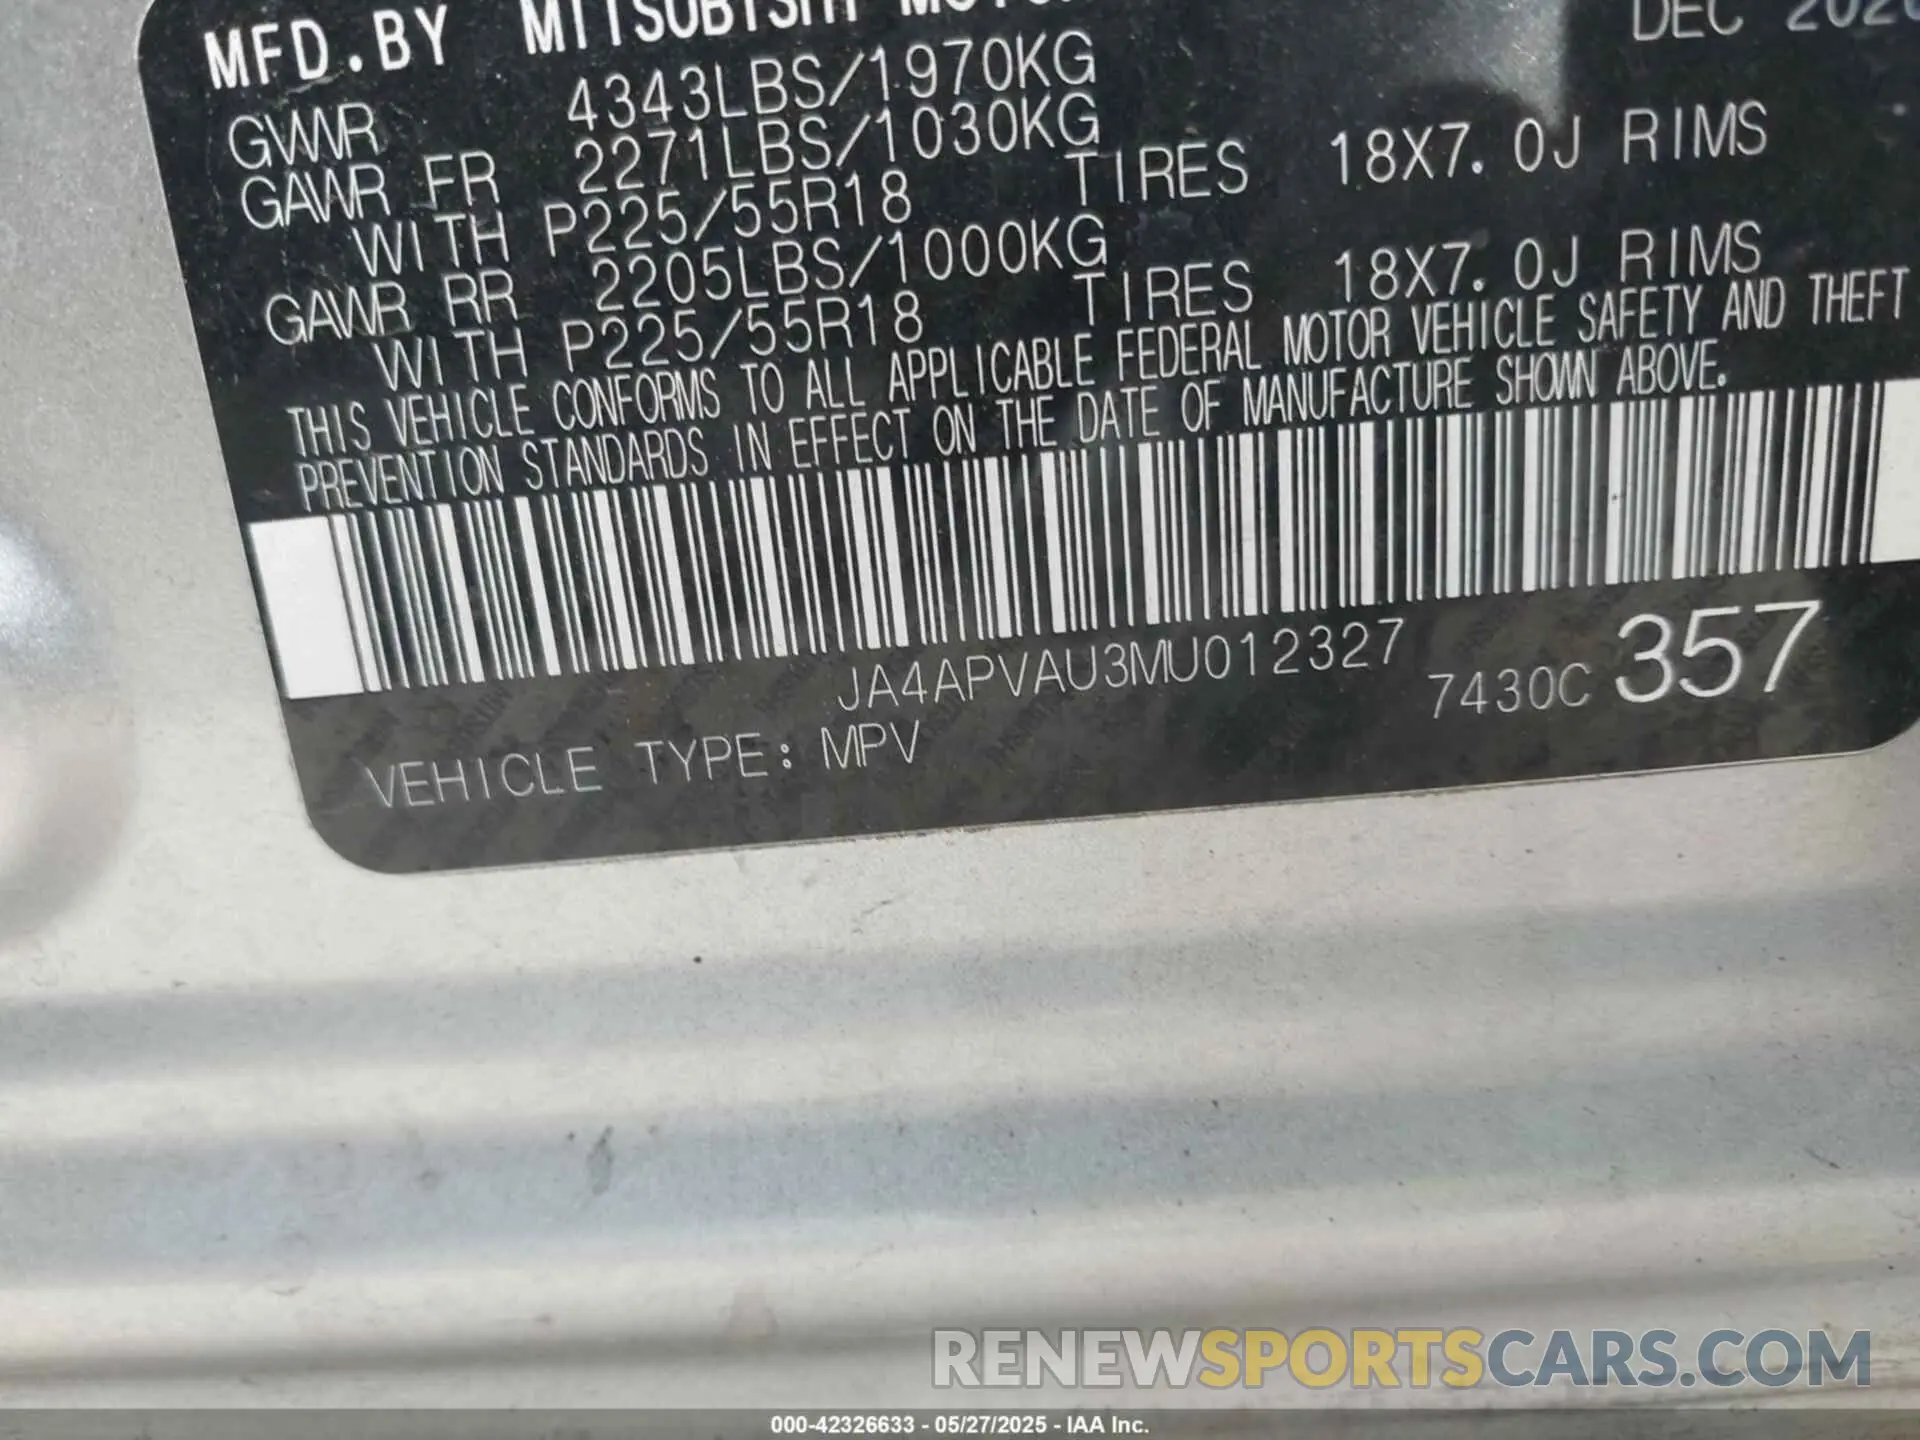 MFD.BY MITSUBISHI
DEC 2020
GVWR 4343LBS/1970KG
GAWR FR 2271LBS/1030KG
WITH P225/55R18 TIRES 18X7.0J RIMS
GAWR RR 2205LBS/1000KG
WITH P225/55R18 TIRES 18X7.0J RIMS
THIS VEHICLE CONFORMS TO ALL APPLICABLE FEDERAL MOTOR VEHICLE SAFETY AND THEFT
PREVENTION STANDARDS IN EFFECT ON THE DATE OF MANUFACTURE SHOWN ABOVE.
JA4APVAU3MU012327
7430C 357
VEHICLE TYPE: MPV
RENEWSPORTSCARS.COM
000-42326633 - 05/27/2025 - IAA Inc.